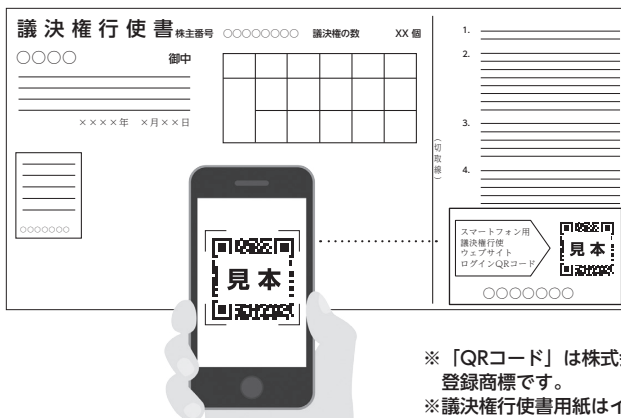 議決権行使書 株主番号 ○○○○○○○○ 議決権の数 XX 個
○○○○ 御中
××××年 ×月××日
○○○○○○○
見本
(切取線)
1.
2.
3.
4.
スマートフォン用
議決権行使
ウェブサイト
ログインQRコード
見本
○○○○○○○
※「QRコード」は株式
登録商標です。
※議決権行使書用紙はイ